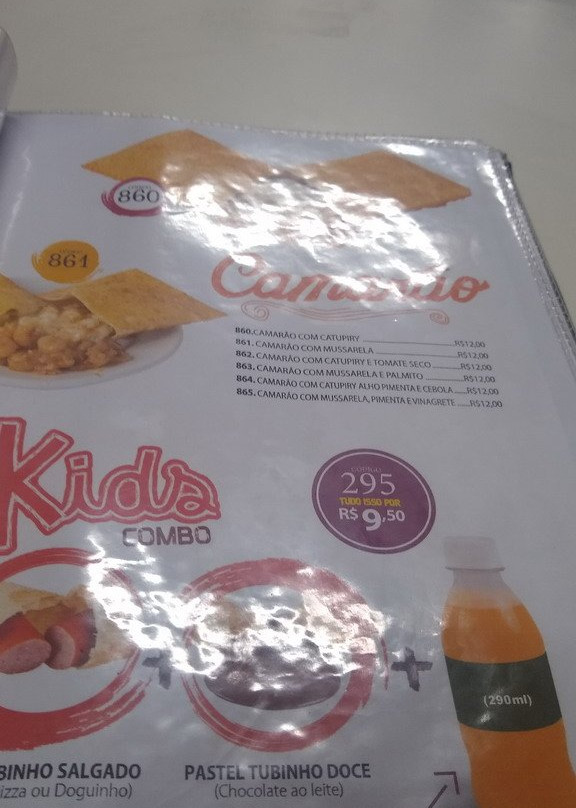 860
861
Camarão
860. CAMARÃO COM CATUPIRY R$12,00
861. CAMARÃO COM MUSSARELA R$12,00
862. CAMARÃO COM CATUPIRY E TOMATE SECO R$12,00
863. CAMARÃO COM MUSSARELA E PALMITO R$12,00
864. CAMARÃO COM CATUPIRY ALHO PIMENTA E CEBOLA R$12,00
865. CAMARÃO COM MUSSARELA, PIMENTA E VINAGRETE R$12,00
Kids
COMBO
CÓDIGO
295
TUDO ISSO POR
R$ 9,50
+
+
(290ml)
BINHO SALGADO
izza ou Doguinho)
PASTEL TUBINHO DOCE
(Chocolate ao leite)